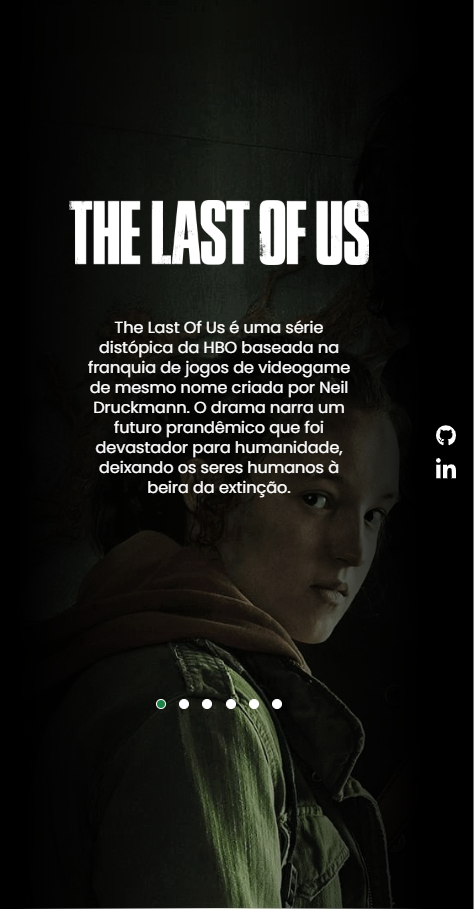 THE LAST OF US
The Last Of Us é uma série
distópica da HBO baseada na
franquia de jogos de videogame
de mesmo nome criada por Neil
Druckmann. O drama narra um
futuro prandêmico que foi
devastador para humanidade,
deixando os seres humanos à
beira da extinção.
in